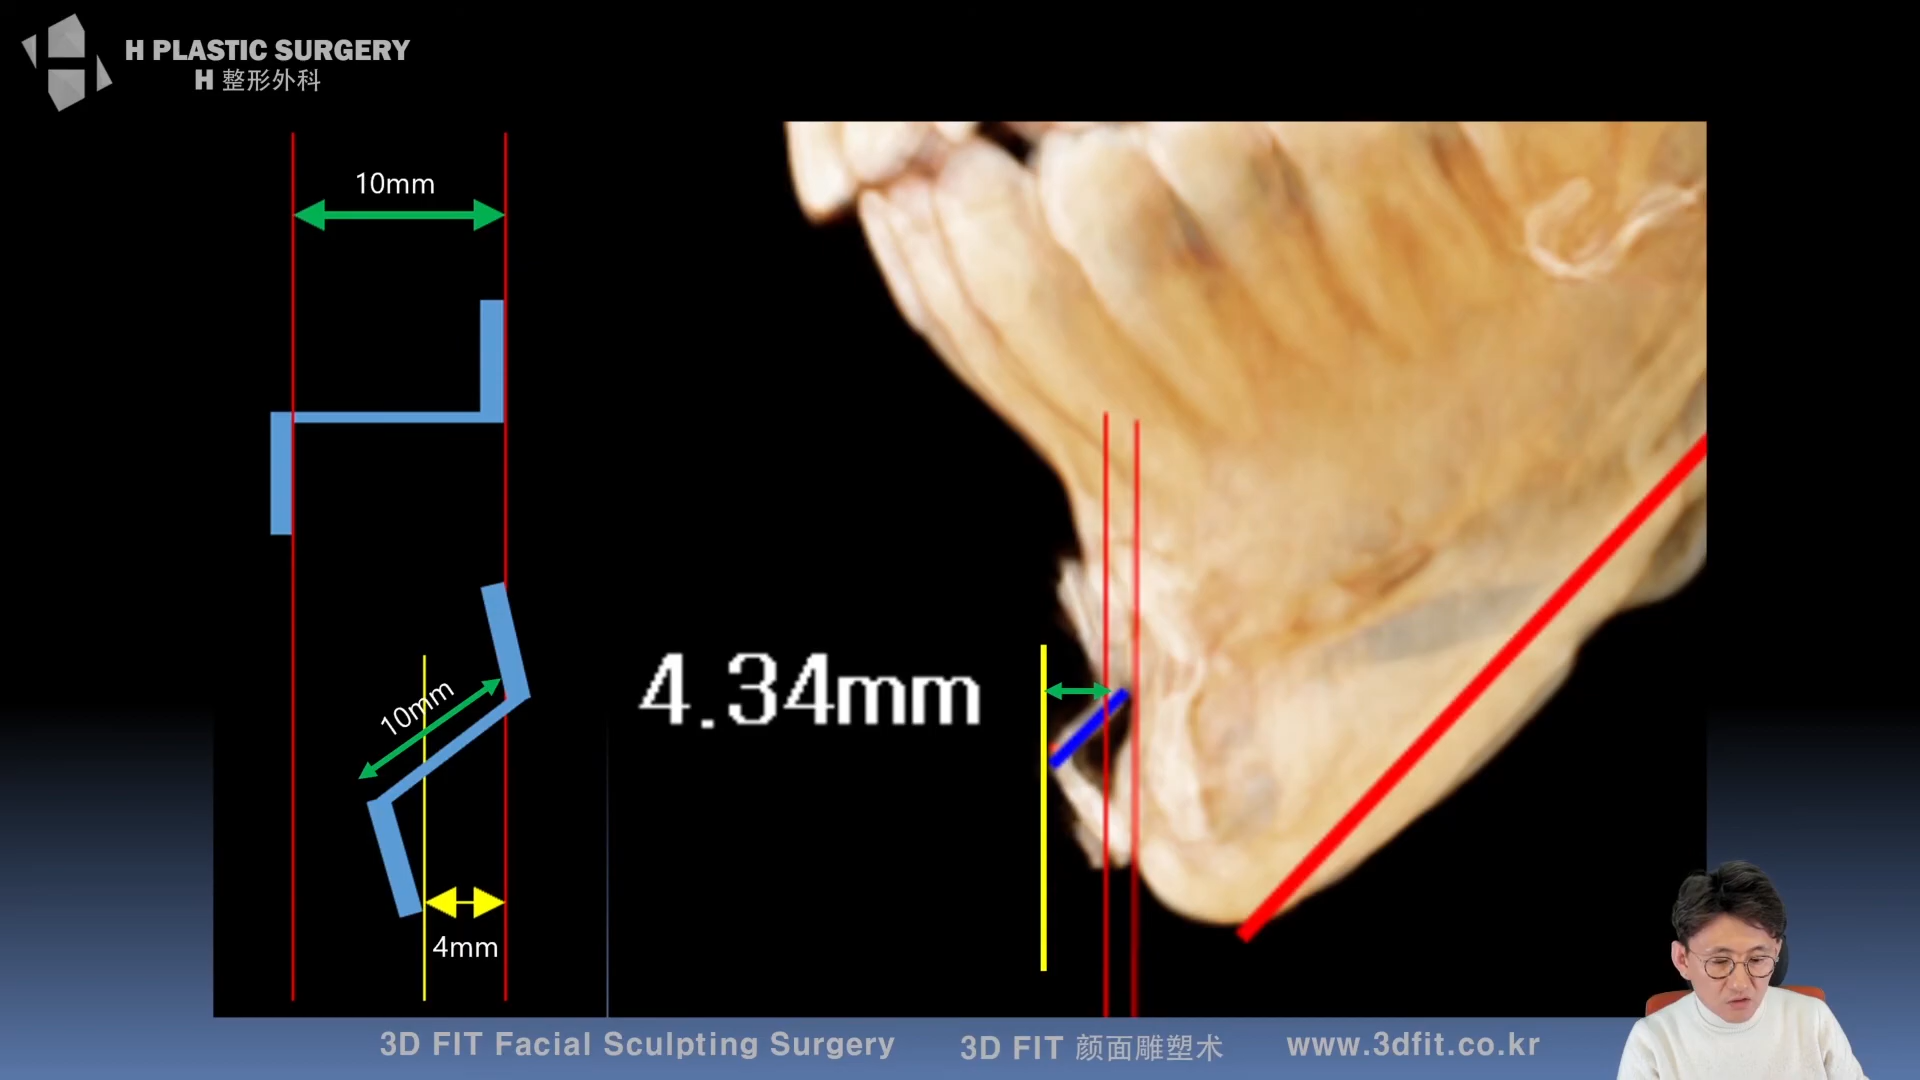 H PLASTIC SURGERY
H 整形外科
10mm
10mm
4mm
4.34mm
3D FIT Facial Sculpting Surgery
3D FIT 颜面雕塑术
www.3dfit.co.kr